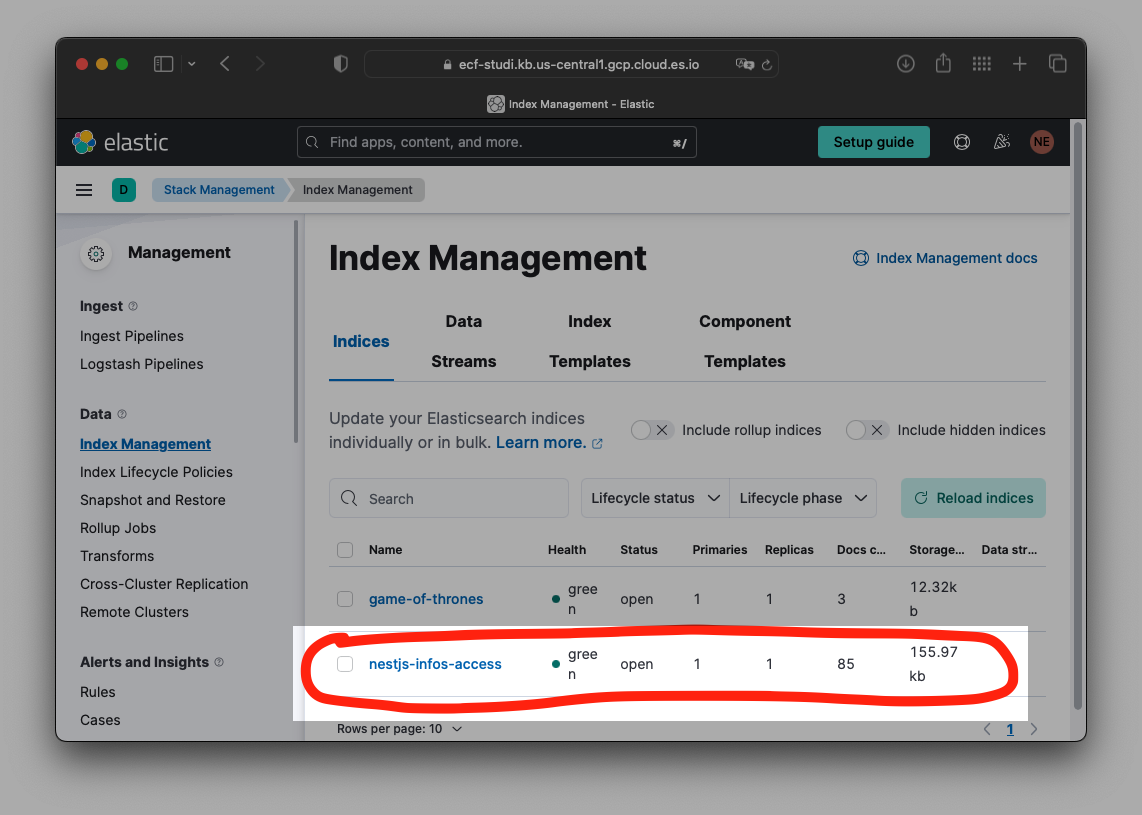 ecf-studi.kb.us-central1.gcp.cloud.es.io
Index Management - Elastic
elastic
Find apps, content, and more.
⌘/
Setup guide
NE
D
Stack Management
Index Management
Management
Ingest
Ingest Pipelines
Logstash Pipelines
Data
Index Management
Index Lifecycle Policies
Snapshot and Restore
Rollup Jobs
Transforms
Cross-Cluster Replication
Remote Clusters
Alerts and Insights
Rules
Cases
Index Management
Index Management docs
Indices
Data
Streams
Index
Templates
Component
Templates
Update your Elasticsearch indices
individually or in bulk. Learn more.
Include rollup indices
Include hidden indices
Search
Lifecycle status
Lifecycle phase
Reload indices
Name Health Status Primaries Replicas Docs c... Storage... Data str...
game-of-thrones gree
n open 1 1 3 12.32k
b
nestjs-infos-access gree
n open 1 1 85 155.97
kb
Rows per page: 10
1